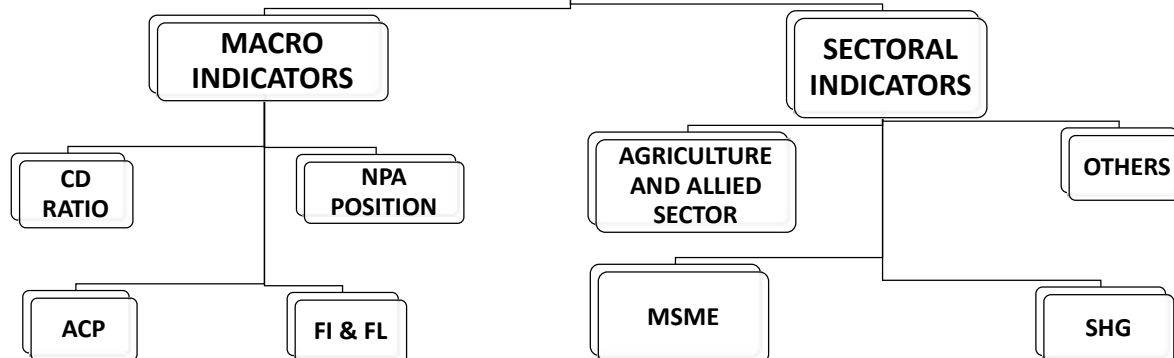 MACRO
INDICATORS
SECTORAL
INDICATORS
CD
RATIO
NPA
POSITION
AGRICULTURE
AND ALLIED
SECTOR
OTHERS
ACP
FI & FL
MSME
SHG